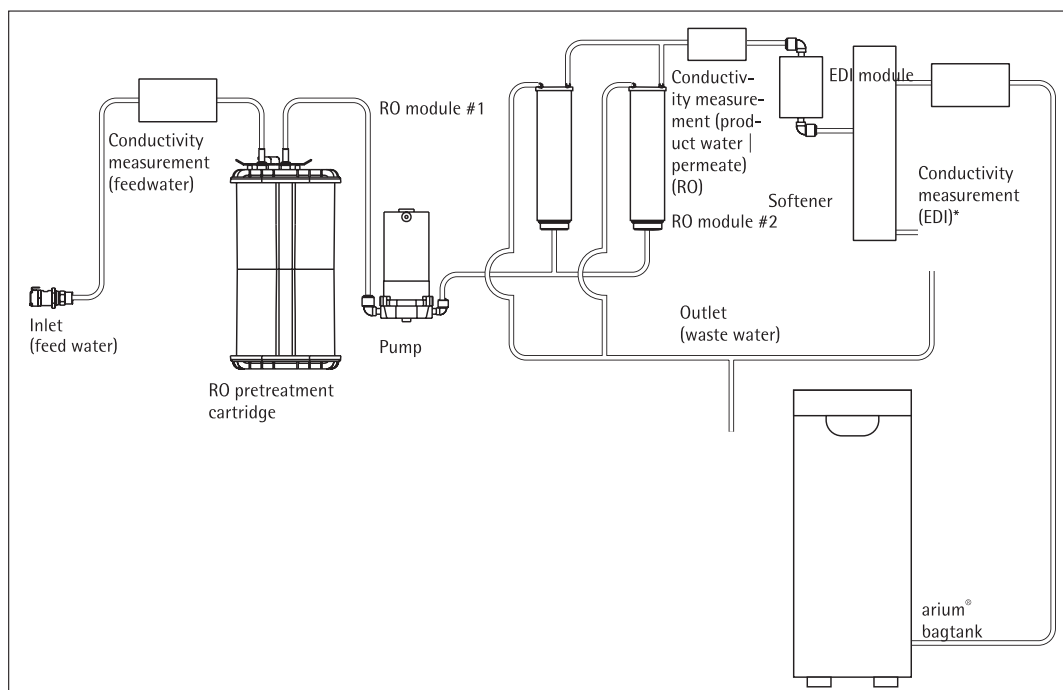 Conductivity
measurement
(feedwater)
RO module #1
Conductiv-
ity measure-
ment (prod-
uct water |
permeate)
(RO)
EDI module
Softener
Conductivity
measurement
(EDI)*
RO module #2
Inlet
(feed water)
Pump
Outlet
(waste water)
RO pretreatment
cartridge
arium®
bagtank